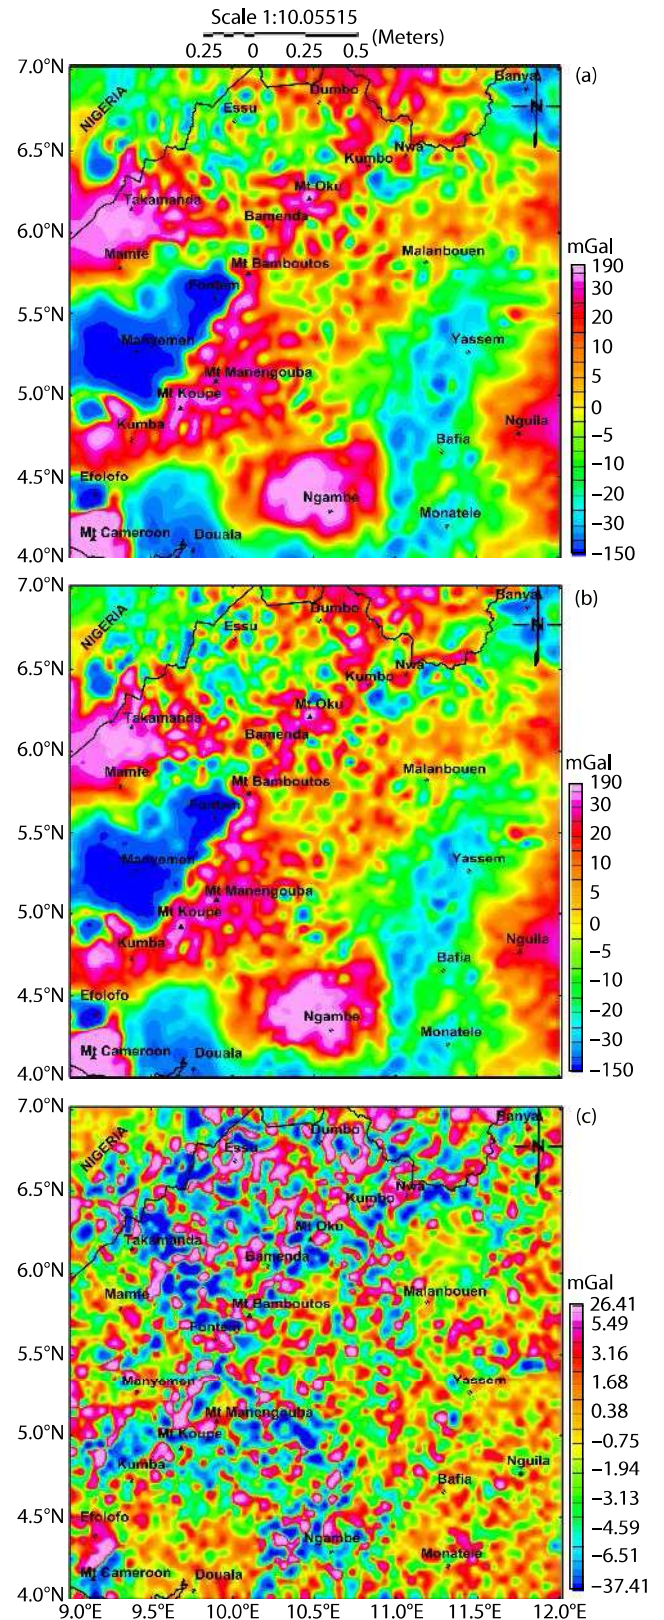 Scale 1:10.05515
0.25 0 0.25 0.5 (Meters)
(a)
7.0°N
6.5°N
6.0°N
5.5°N
5.0°N
4.5°N
4.0°N
NIGERIA
Essu
Dumbo
Banya
N
Nwa
Kumbo
Mt Oku
Takamanda
Bamenda
Mamfe
Mt Bamboutos
Malanbouen
Fontem
Manyemen
Yassem
Mt Manengouba
Mt Koupe
Kumba
Nguila
Bafia
Efolofo
Ngambe
Monatele
Mt Cameroon
Douala
mGal
190
30
20
10
5
0
−5
−10
−20
−30
−150
(b)
7.0°N
6.5°N
6.0°N
5.5°N
5.0°N
4.5°N
4.0°N
NIGERIA
Essu
Dumbo
Banya
N
Nwa
Kumbo
Mt Oku
Takamanda
Bamenda
Mamfe
Mt Bamboutos
Malanbouen
Fontem
Manyemen
Yassem
Mt Manengouba
Mt Koupe
Kumba
Nguila
Bafia
Efolofo
Ngambe
Monatele
Mt Cameroon
Douala
mGal
190
30
20
10
5
0
−5
−10
−20
−30
−150
(c)
7.0°N
6.5°N
6.0°N
5.5°N
5.0°N
4.5°N
4.0°N
NIGERIA
Essu
Dumbo
Banya
N
Nwa
Kumbo
Mt Oku
Takamanda
Bamenda
Mamfe
Mt Bamboutos
Malanbouen
Fontem
Manyemen
Yassem
Mt Manengouba
Mt Koupe
Kumba
Nguila
Bafia
Efolofo
Ngambe
Monatele
Mt Cameroon
Douala
mGal
26.41
5.49
3.16
1.68
0.38
−0.75
−1.94
−3.13
−4.59
−6.51
−37.41
9.0°E 9.5°E 10.0°E 10.5°E 11.0°E 11.5°E 12.0°E